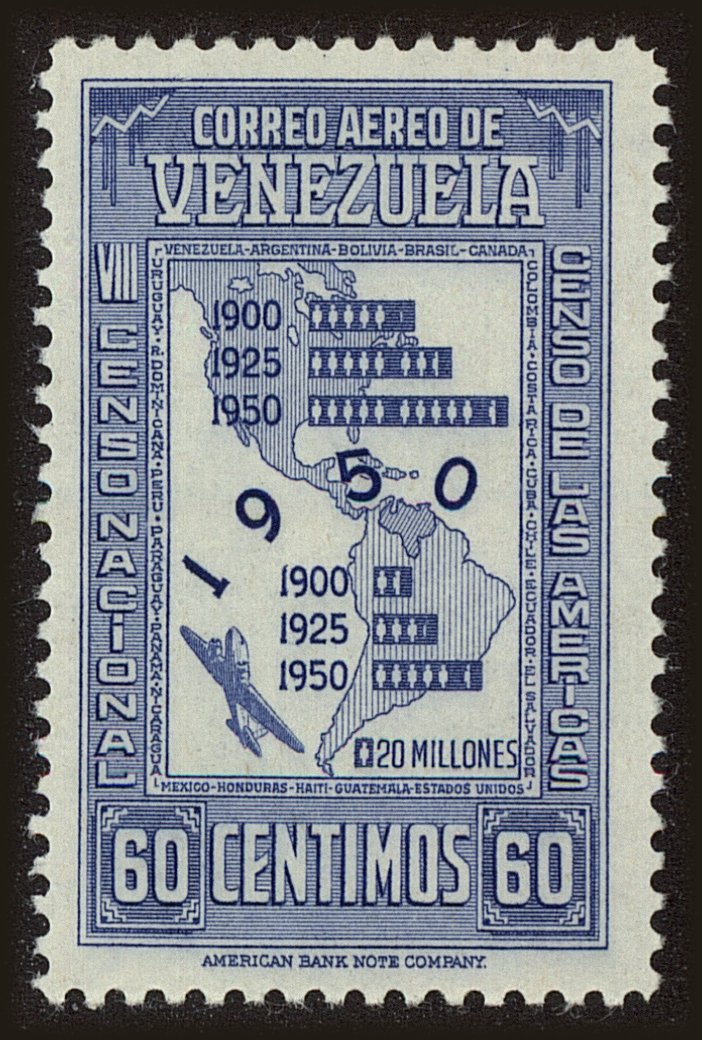 CORREO AEREO DE
VENEZUELA
VIII CENSO NACIONAL
CENSO DE LAS AMERICAS
VENEZUELA-ARGENTINA-BOLIVIA-BRASIL-CANADA
COLOMBIA-COSTA RICA-CUBA-CHILE-ECUADOR-EL SALVADOR
URUGUAY-R. DOMINICANA-PERU-PARAGUAY-PANAMA-NICARAGUA
MEXICO-HONDURAS-HAITI-GUATEMALA-ESTADOS UNIDOS
1900
1925
1950
1950
1900
1925
1950
20 MILLONES
60 CENTIMOS 60
AMERICAN BANK NOTE COMPANY.